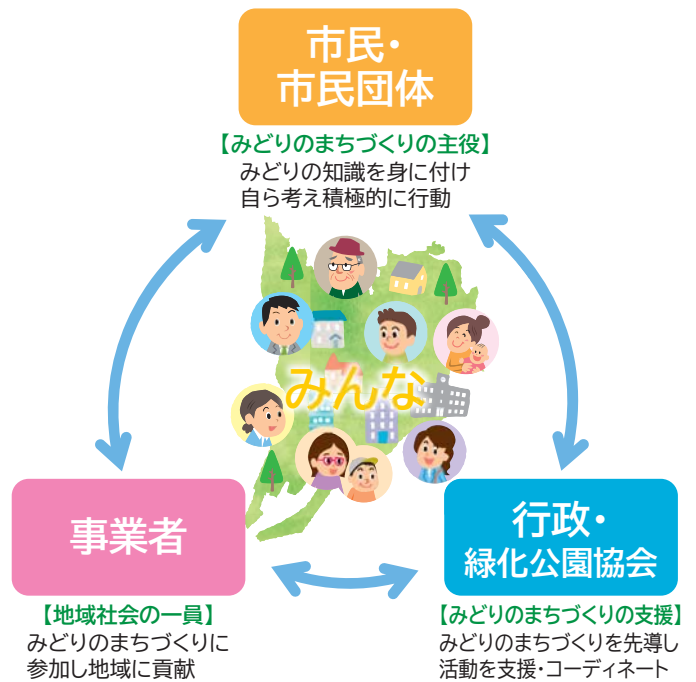 市民・
市民団体
【みどりのまちづくりの主役】
みどりの知識を身に付け
自ら考え積極的に行動
みんな
事業者
【地域社会の一員】
みどりのまちづくりに
参加し地域に貢献
行政・
緑化公園協会
【みどりのまちづくりの支援】
みどりのまちづくりを先導し
活動を支援・コーディネート